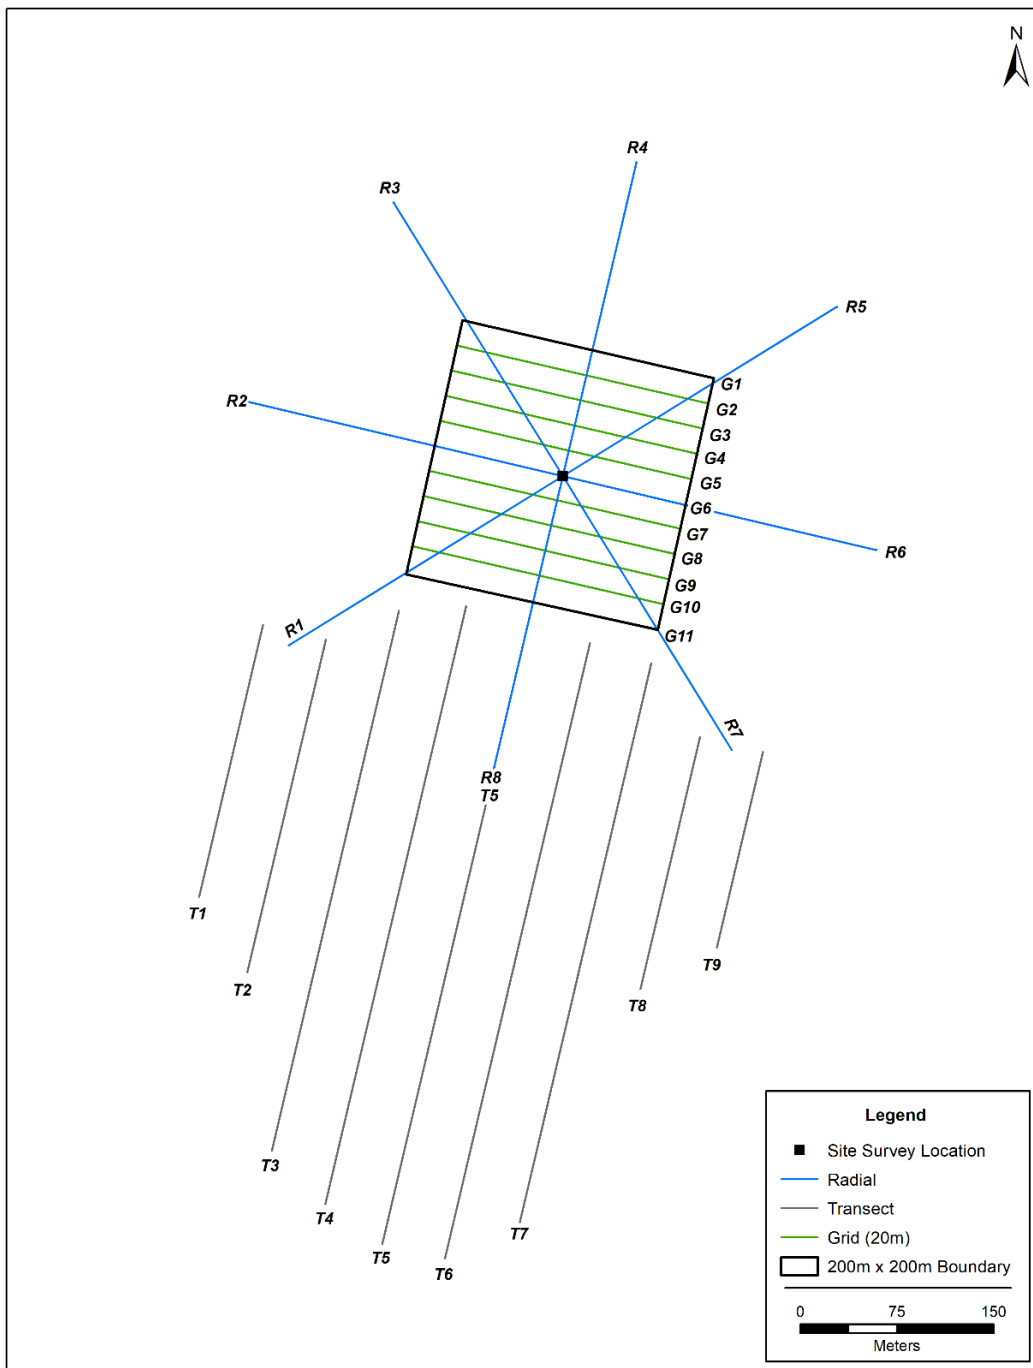 N
R4
R3
R5
G1
R2
G2
G3
G4
G5
G6
G7
R6
G8
G9
G10
R1
G11
R7
R8
T5
T1
T9
T2
T8
T3
T4
T7
T5
T6
Legend
Site Survey Location
Radial
Transect
Grid (20m)
200m x 200m Boundary
0 75 150
Meters